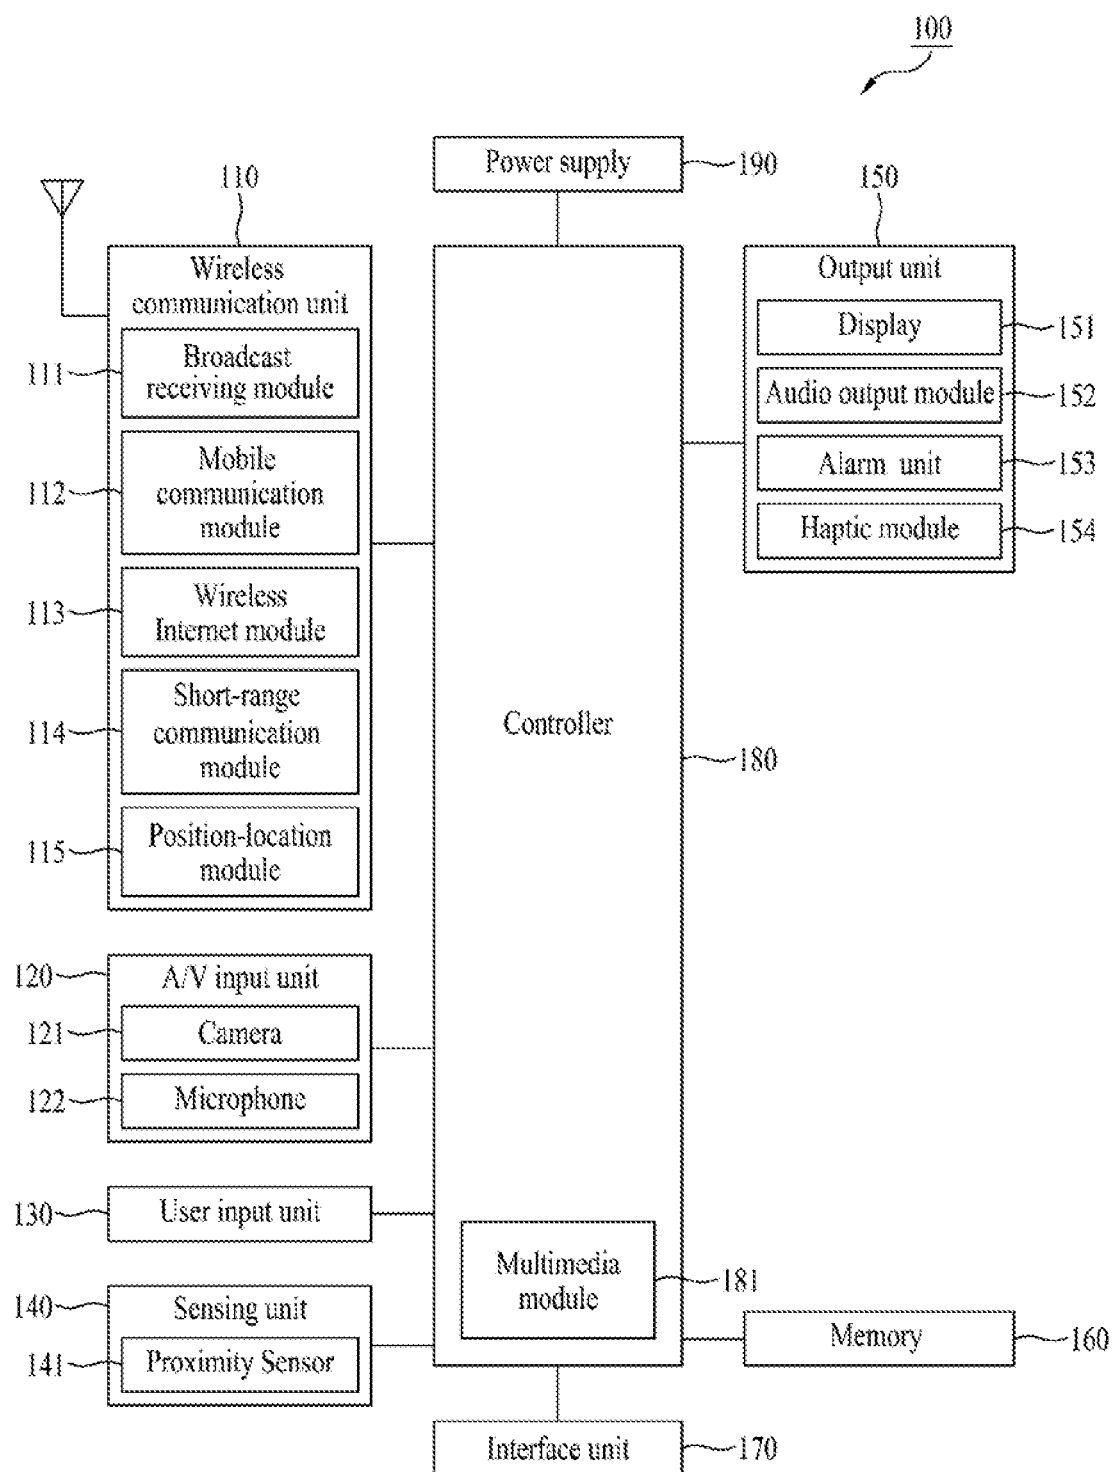 100
Power supply
190
110
150
Wireless
communication unit
Output unit
Display
151
111
Broadcast
receiving module
Audio output module
152
112
Mobile
communication
module
Alarm unit
153
Haptic module
154
113
Wireless
Internet module
114
Short-range
communication
module
Controller
180
115
Position-location
module
120
A/V input unit
121
Camera
122
Microphone
130
User input unit
Multimedia
module
181
140
Sensing unit
141
Proximity Sensor
Memory
160
Interface unit
170